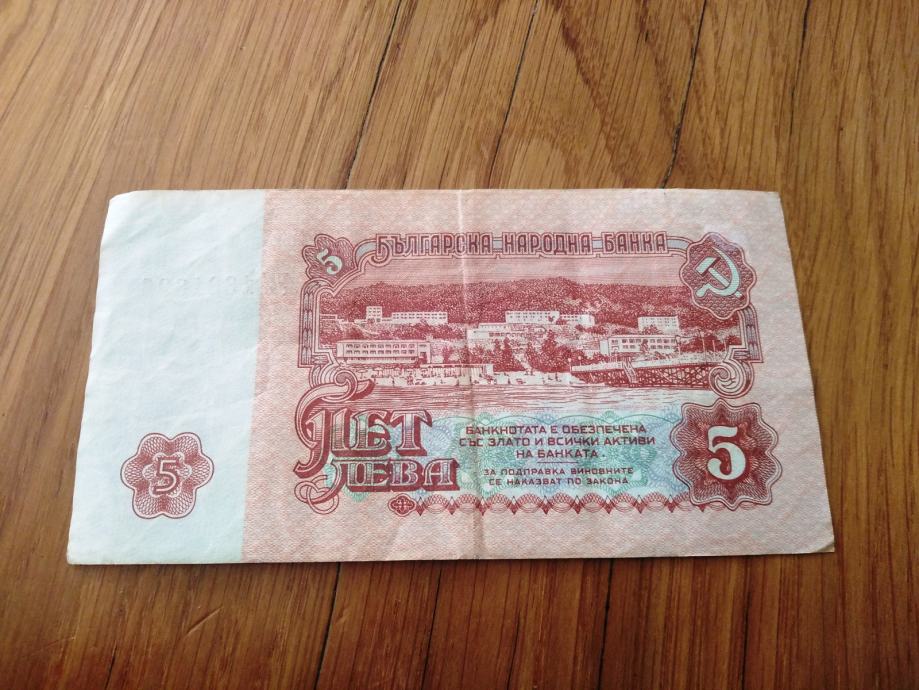 5
БЪЛГАРСКА НАРОДНА БАНКА
ПЕТ
ЛЕВА
БАНКНОТАТА Е ОБЕЗПЕЧЕНА
СЪС ЗЛАТО И ВСИЧКИ АКТИВИ
НА БАНКАТА.
ЗА ПОДПРАВКА ВИНОВНИТЕ
СЕ НАКАЗВАТ ПО ЗАКОНА
5
5